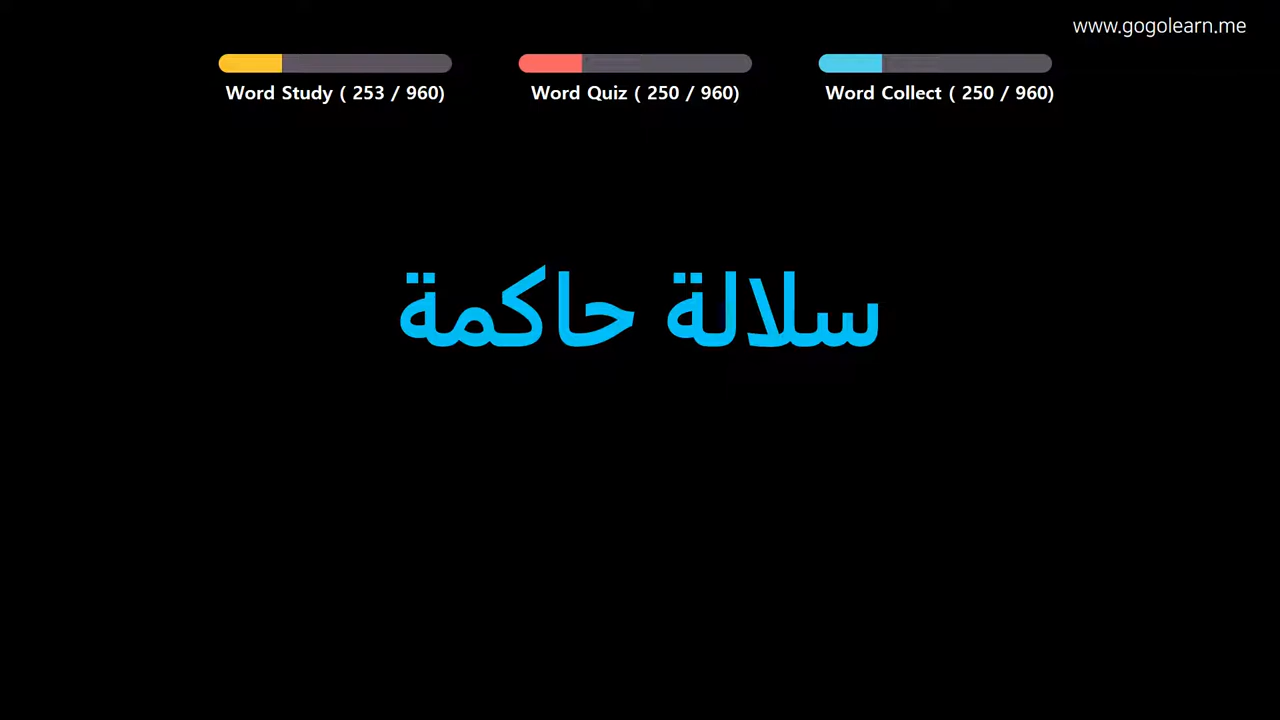 www.gogolearn.me
Word Study ( 253 / 960)
Word Quiz ( 250 / 960)
Word Collect ( 250 / 960)
سلالة حاكمة